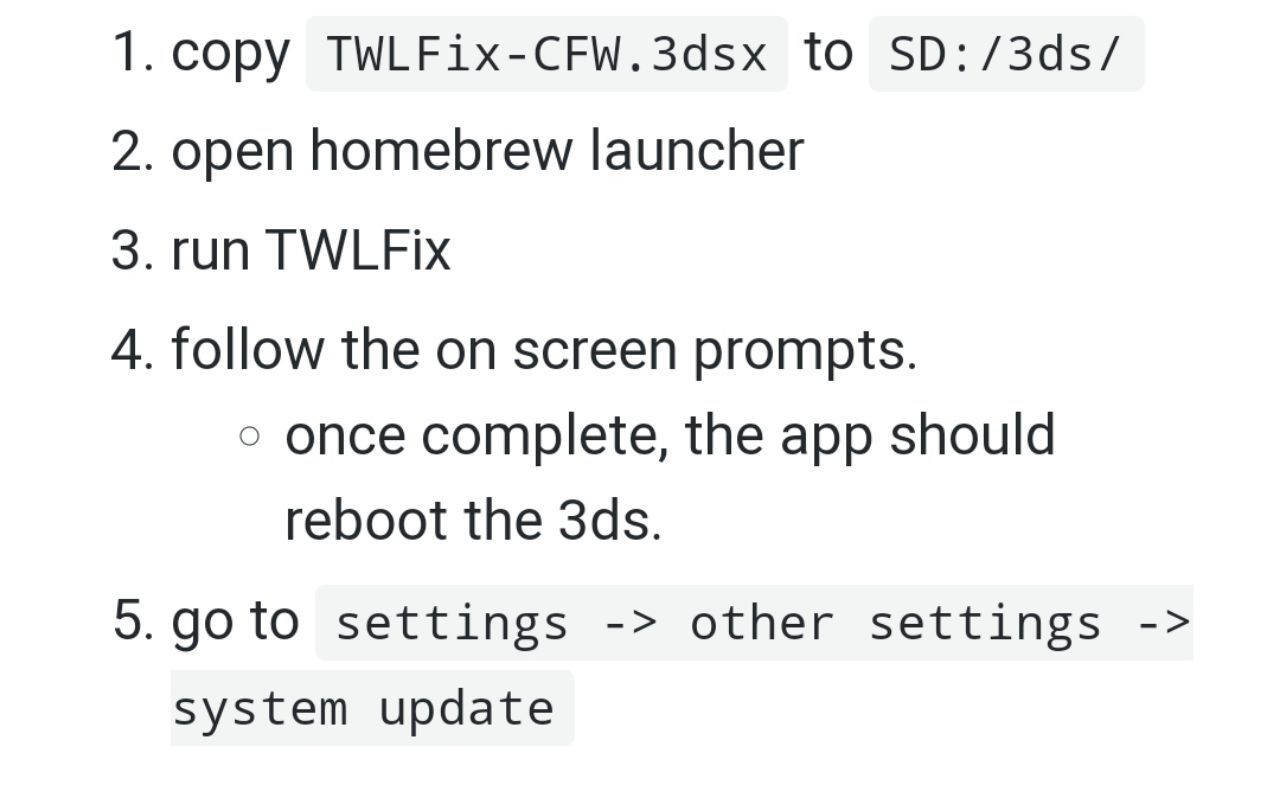 1. copy TWLFix-CFW.3dsx to SD:/3ds/
2. open homebrew launcher
3. run TWLFix
4. follow the on screen prompts.
once complete, the app should
reboot the 3ds.
5. go to settings -> other settings ->
system update